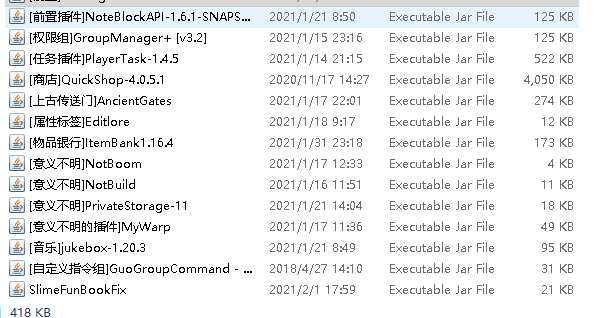 [前置插件]NoteBlockAPI-1.6.1-SNAPS... 2021/1/21 8:50 Executable Jar File 125 KB
[权限组]GroupManager+ [v3.2] 2021/1/15 23:16 Executable Jar File 125 KB
[任务插件]PlayerTask-1.4.5 2021/1/14 21:15 Executable Jar File 522 KB
[商店]QuickShop-4.0.5.1 2020/11/17 14:27 Executable Jar File 4,050 KB
[上古传送门]AncientGates 2021/1/17 22:01 Executable Jar File 274 KB
[属性标签]Editlore 2021/1/18 9:17 Executable Jar File 12 KB
[物品银行]ItemBank1.16.4 2021/1/31 23:18 Executable Jar File 173 KB
[意义不明]NotBoom 2021/1/17 12:33 Executable Jar File 4 KB
[意义不明]NotBuild 2021/1/16 11:51 Executable Jar File 11 KB
[意义不明]PrivateStorage-11 2021/1/21 14:04 Executable Jar File 18 KB
[意义不明的插件]MyWarp 2021/1/17 11:36 Executable Jar File 49 KB
[音乐]jukebox-1.20.3 2021/1/21 8:49 Executable Jar File 95 KB
[自定义指令组]GuoGroupCommand - ... 2018/4/27 14:10 Executable Jar File 31 KB
SlimeFunBookFix 2021/2/1 17:59 Executable Jar File 21 KB
418 KB